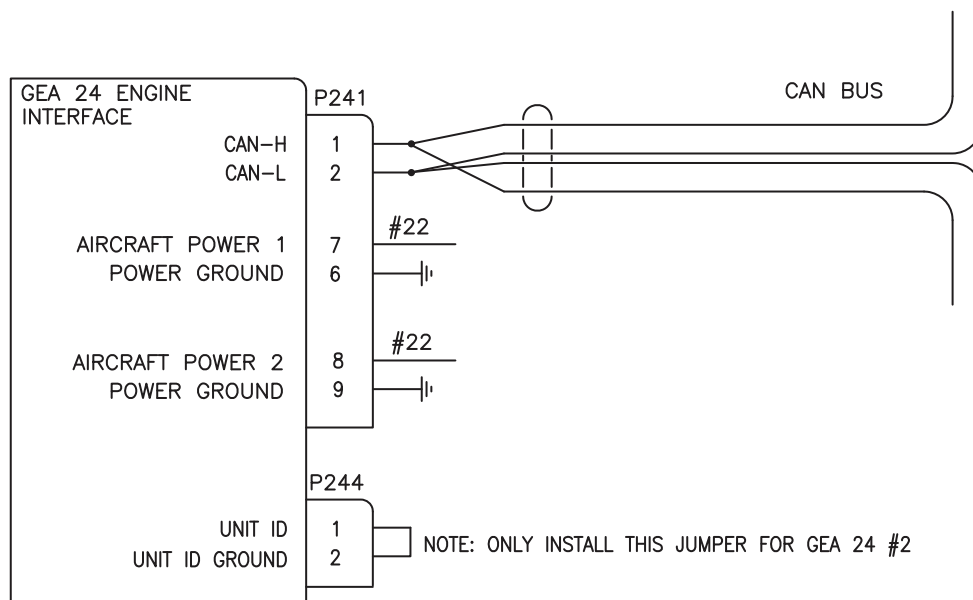 GEA 24 ENGINE
INTERFACE
P241
CAN BUS
CAN-H 1
CAN-L 2
#22
AIRCRAFT POWER 1 7
POWER GROUND 6
#22
AIRCRAFT POWER 2 8
POWER GROUND 9
P244
UNIT ID 1
UNIT ID GROUND 2
NOTE: ONLY INSTALL THIS JUMPER FOR GEA 24 #2